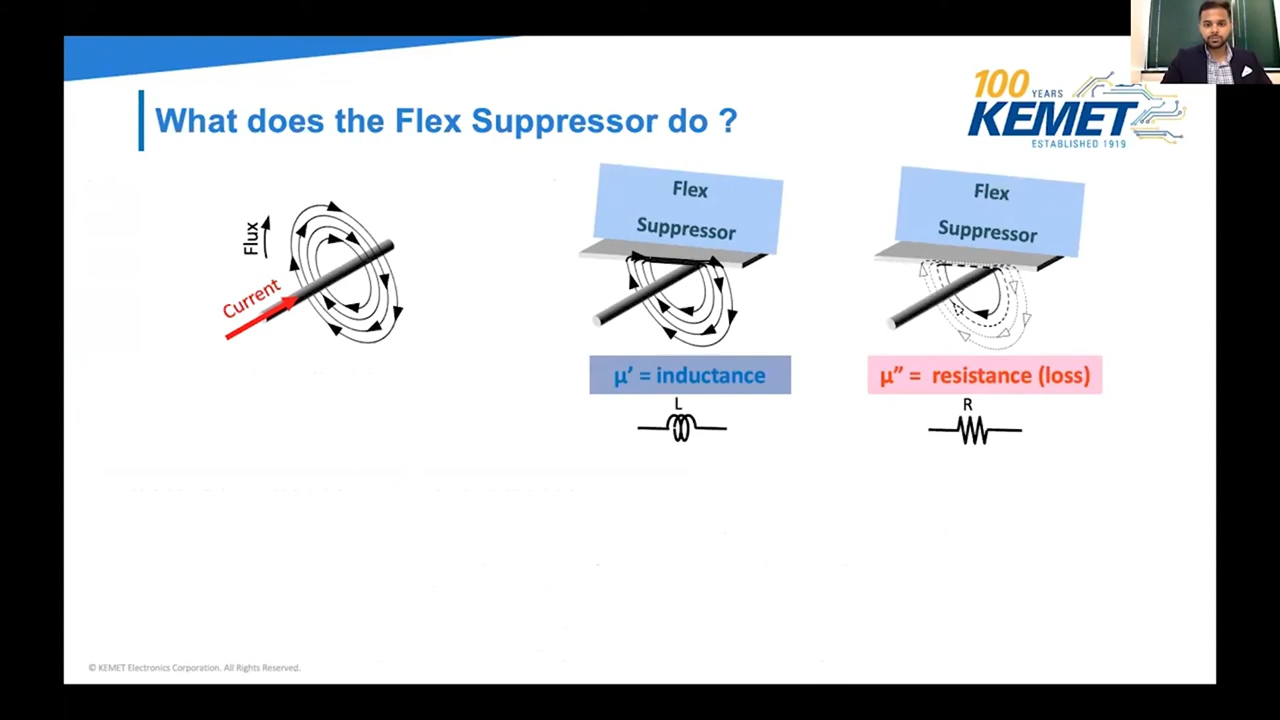 100
YEARS
KEMET
ESTABLISHED 1919
What does the Flex Suppressor do ?
Flux
Current
Flex
Suppressor
Flex
Suppressor
μ’ = inductance
μ” = resistance (loss)
L
R
© KEMET Electronics Corporation. All Rights Reserved.